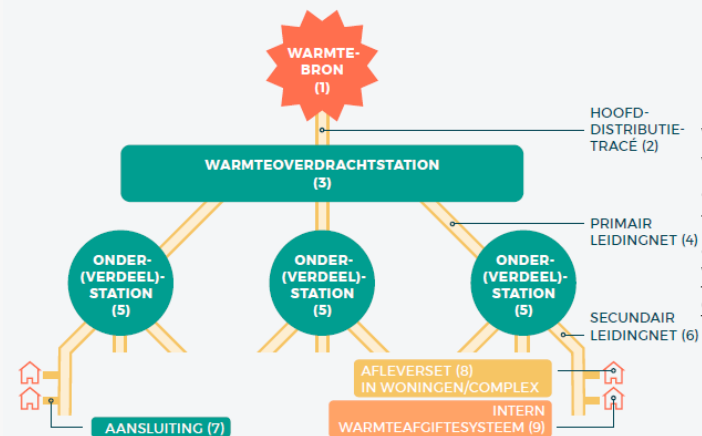 WARMTE-
BRON
(1)
HOOFD-
DISTRIBUTIE-
TRACÉ (2)
WARMTEOVERDRACHTSTATION
(3)
PRIMAIR
LEIDINGNET (4)
ONDER-
(VERDEEL)-
STATION
(5)
ONDER-
(VERDEEL)-
STATION
(5)
ONDER-
(VERDEEL)-
STATION
(5)
SECUNDAIR
LEIDINGNET (6)
AFLEVERSET (8)
IN WONINGEN/COMPLEX
INTERN
WARMTEAFGIFTESYSTEEM (9)
AANSLUITING (7)